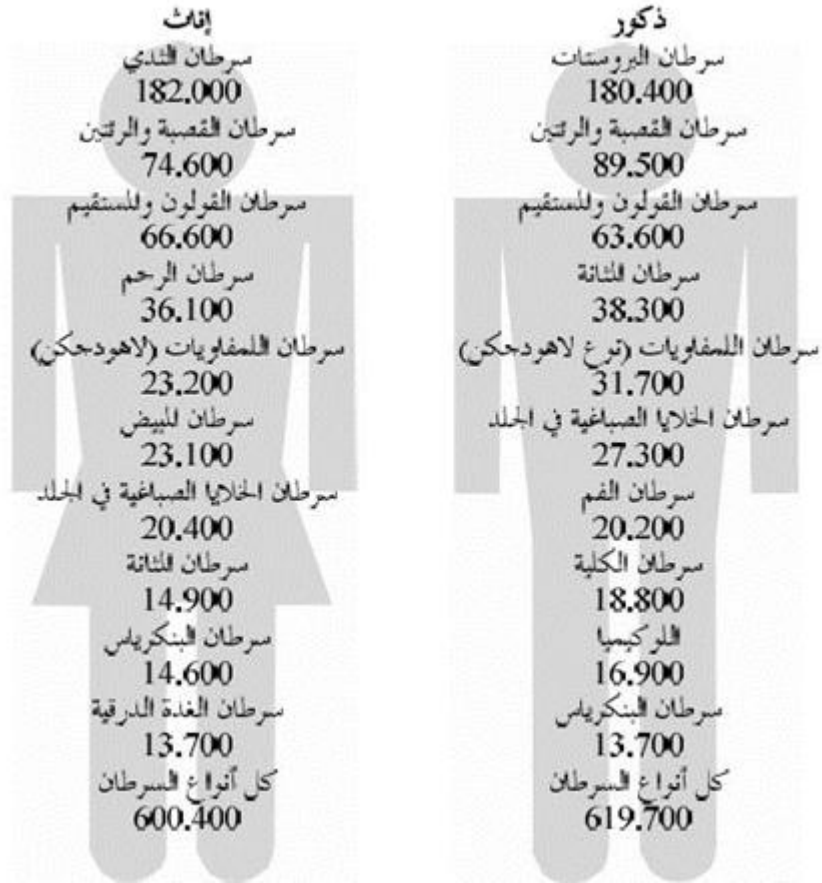 ذكور
سرطان البروستات
180.400
سرطان القصبة والرئتين
89.500
سرطان القولون وللستقيم
63.600
سرطان للثانة
38.300
سرطان اللمفاويات (نوع لاهودجكن)
31.700
سرطان الخلايا الصباغية في الجلد
27.300
سرطان الفم
20.200
سرطان الكلية
18.800
اللوكيميا
16.900
سرطان البنكرياس
13.700
كل أنواع السرطان
619.700
إناث
سرطان الثدي
182.000
سرطان القصبة والرئتين
74.600
سرطان القولون وللستقيم
66.600
سرطان الرحم
36.100
سرطان اللمفاويات (لاهودجكن)
23.200
سرطان للبيض
23.100
سرطان الخلايا الصباغية في الجلد
20.400
سرطان للثانة
14.900
سرطان البنكرياس
14.600
سرطان الغدة الدرقية
13.700
كل أنواع السرطان
600.400